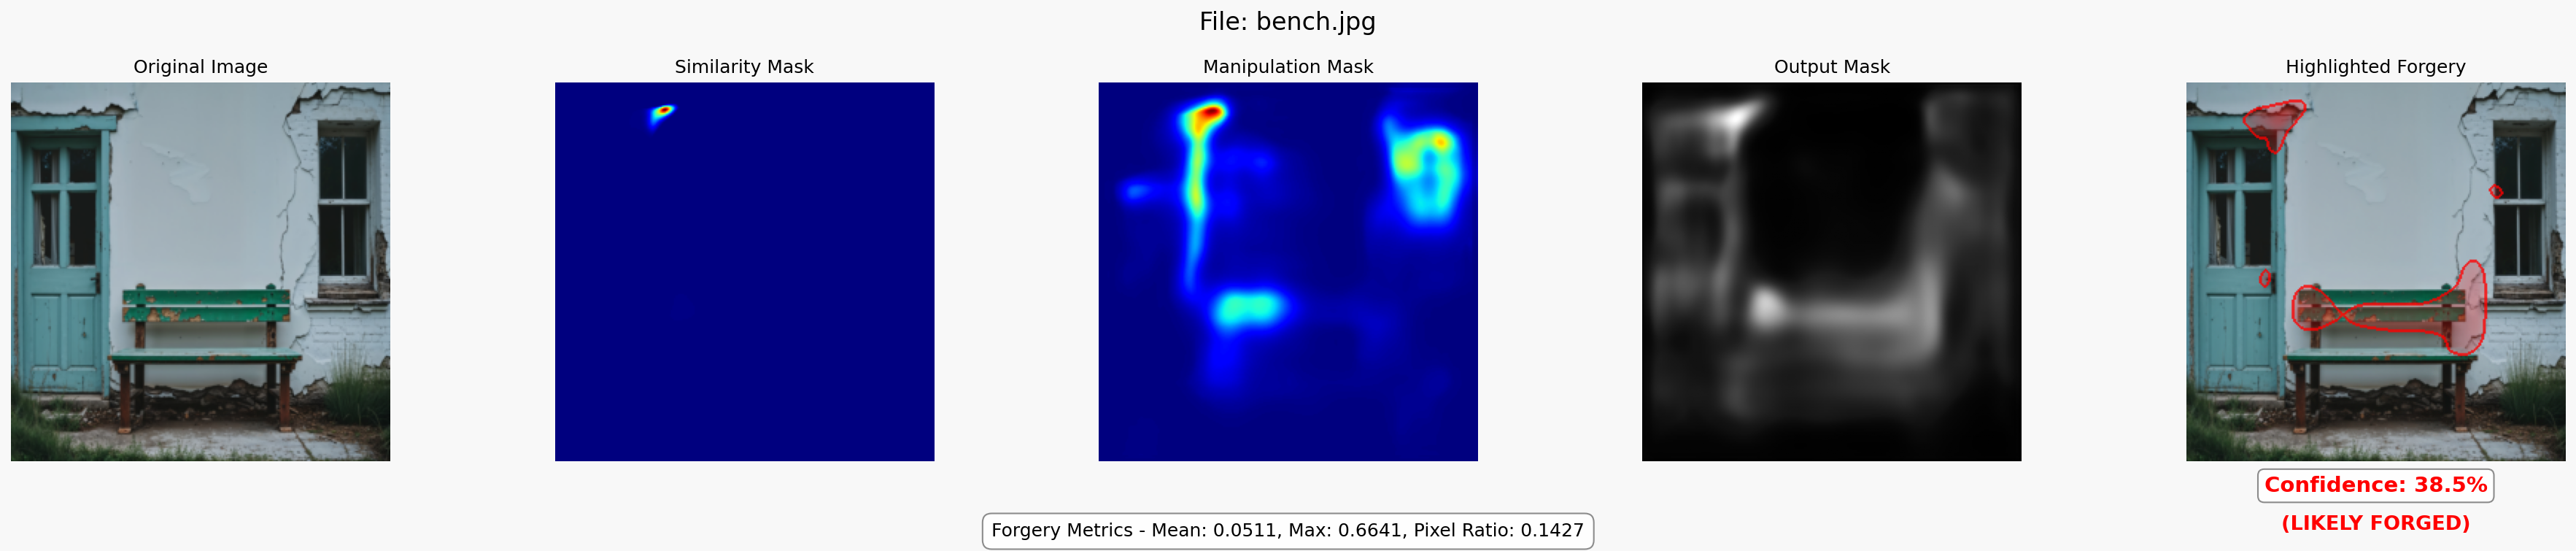 File: bench.jpg
Original Image
Similarity Mask
Manipulation Mask
Output Mask
Highlighted Forgery
Confidence: 38.5%
(LIKELY FORGED)
Forgery Metrics - Mean: 0.0511, Max: 0.6641, Pixel Ratio: 0.1427